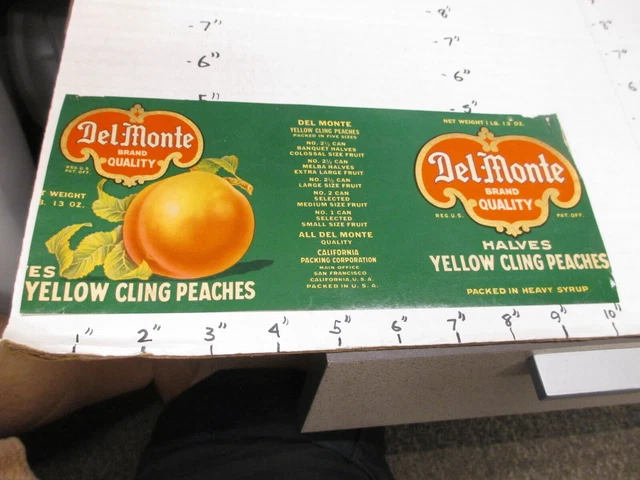 8"
7"
7"
6"
6"
5"
5"
7"
6
Del Monte
BRAND
QUALITY
REG. U.S.
PAT. OFF.
T WEIGHT
B. 13 OZ.
ES
YELLOW CLING PEACHES
DEL MONTE
YELLOW CLING PEACHES
PACKED IN FIVE SIZES
NO. 2½ CAN
BANQUET HALVES
COLOSSAL SIZE FRUIT
NO. 2½ CAN
MELBA HALVES
EXTRA LARGE FRUIT
NO. 2½ CAN
LARGE SIZE FRUIT
NO. 2 CAN
SELECTED
MEDIUM SIZE FRUIT
NO. 1 CAN
SELECTED
SMALL SIZE FRUIT
ALL DEL MONTE
QUALITY
CALIFORNIA
PACKING CORPORATION
MAIN OFFICE
SAN FRANCISCO
CALIFORNIA, U.S.A.
PACKED IN U.S.A.
NET WEIGHT 1 LB. 13 OZ.
Del Monte
BRAND
QUALITY
REG. U.S. PAT. OFF.
HALVES
YELLOW CLING PEACHES
PACKED IN HEAVY SYRUP
1" 2" 3" 4" 5" 6" 7" 8" 9" 10"